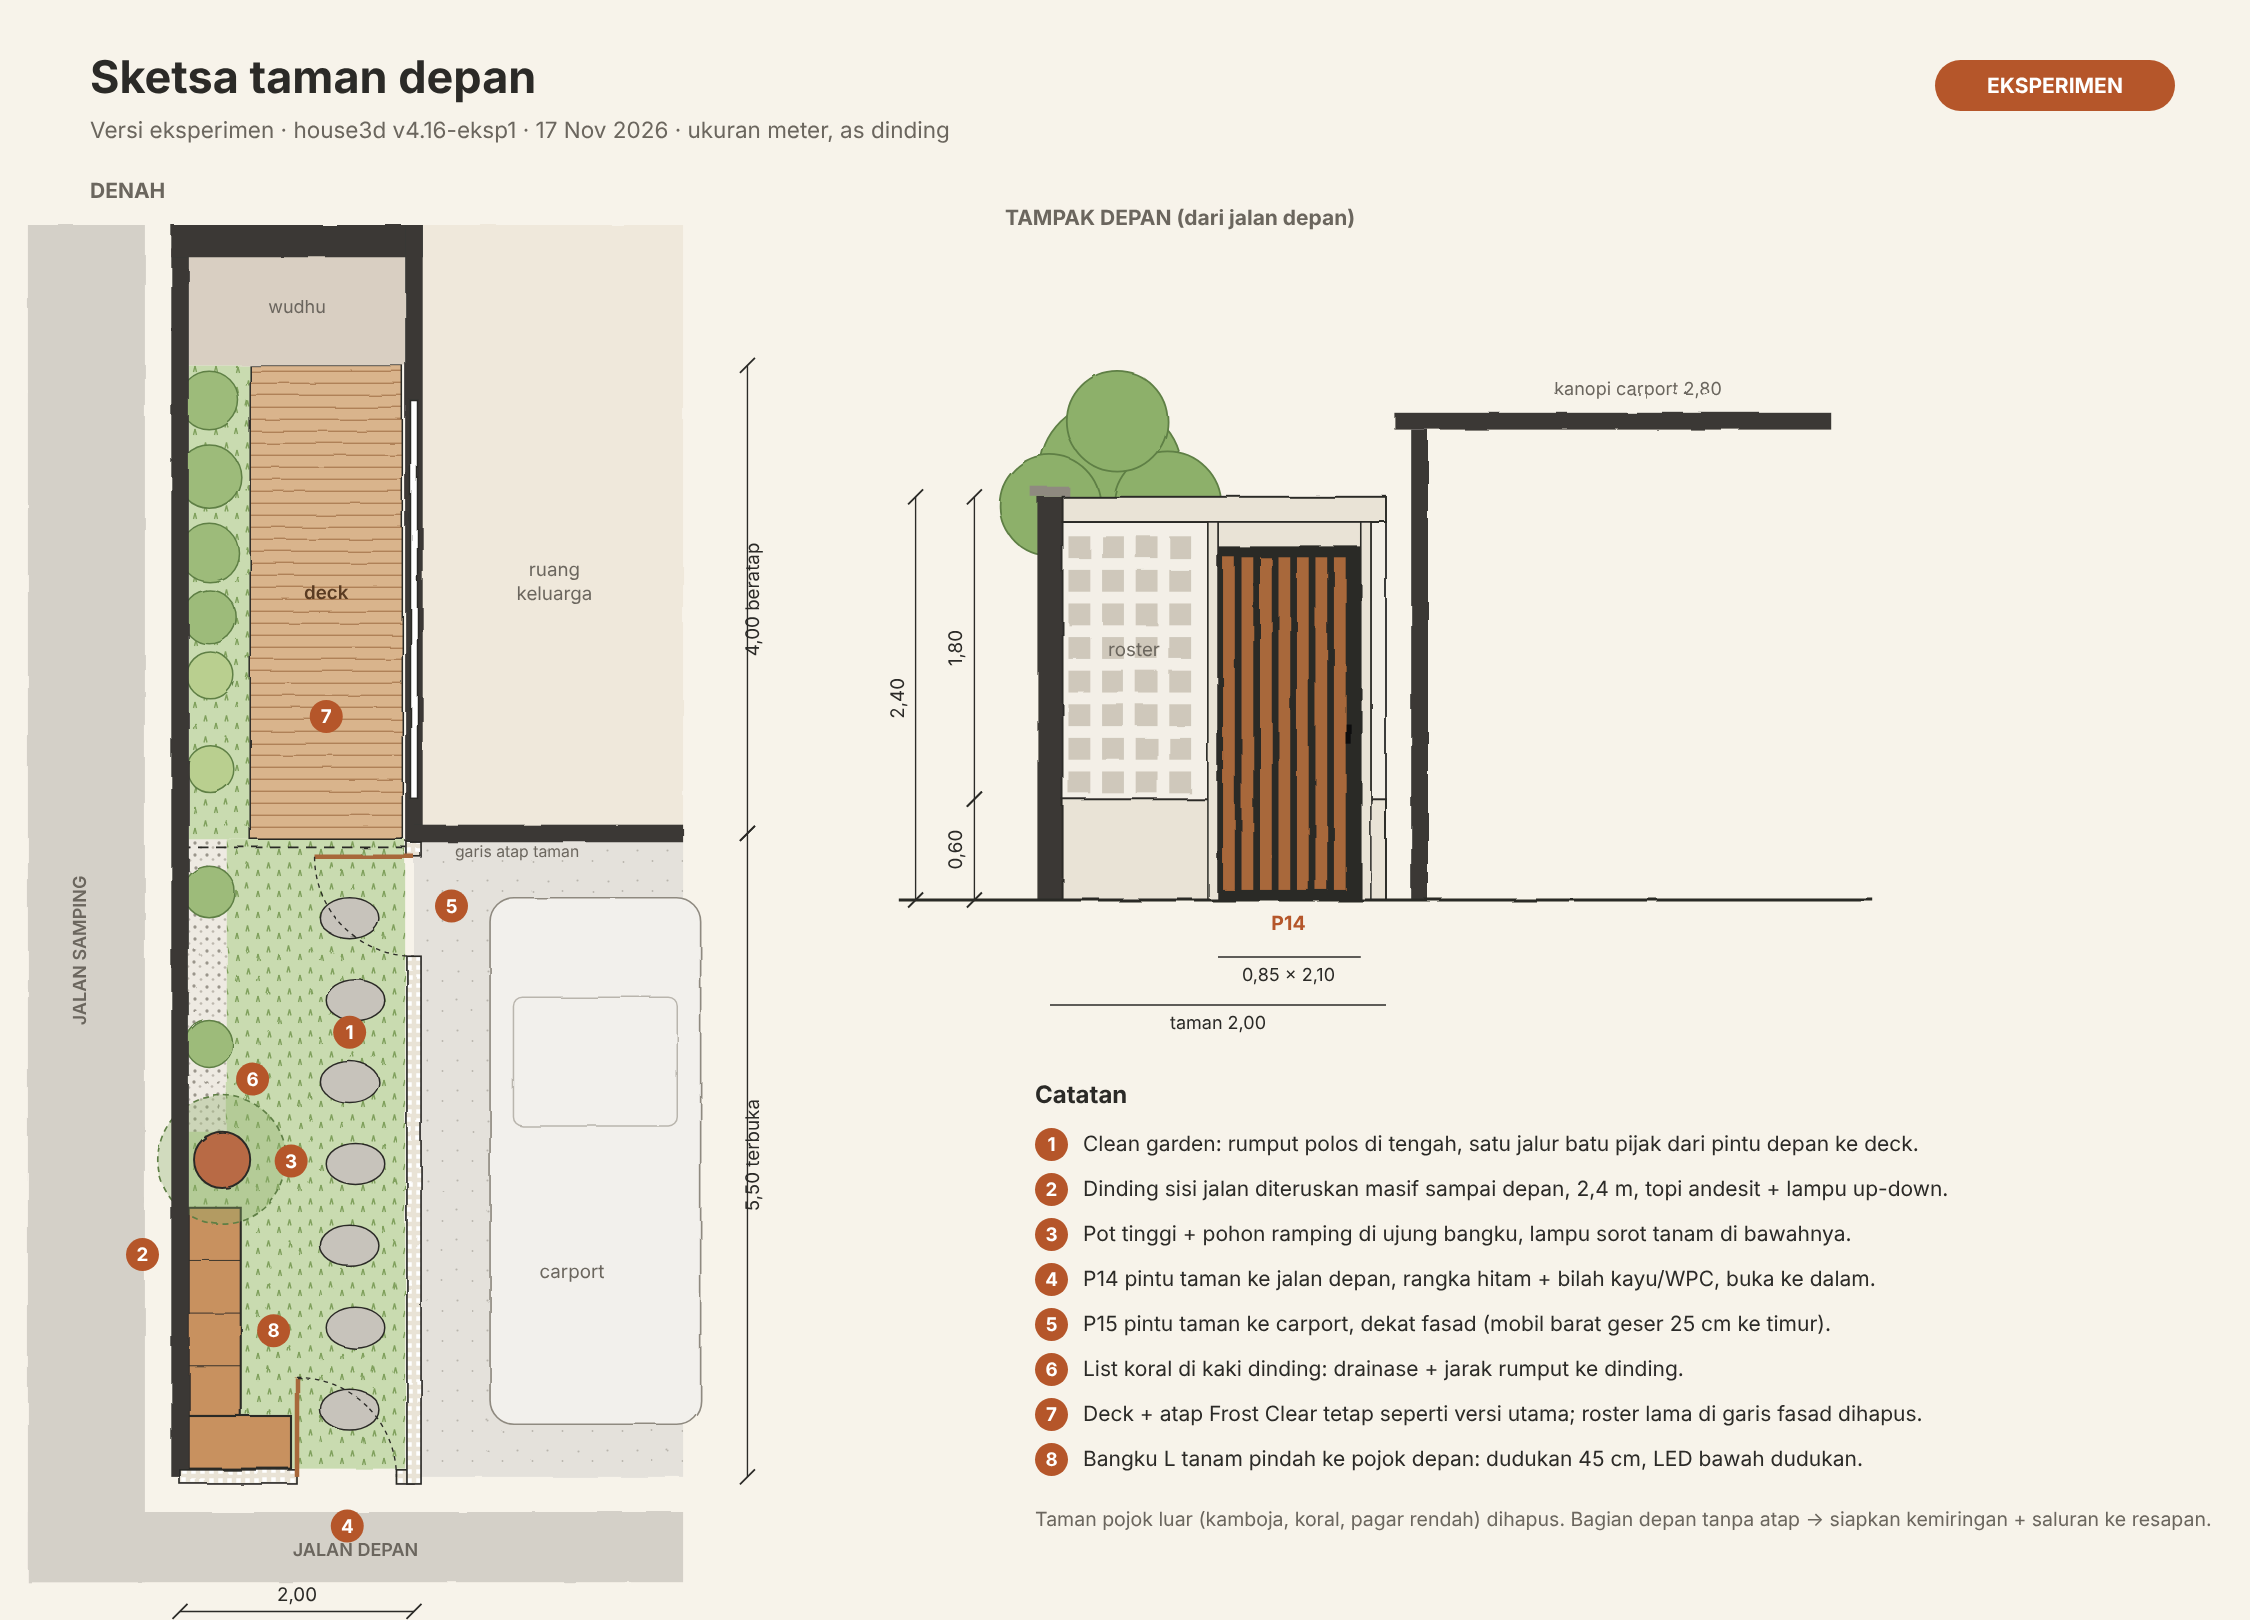 Sketsa taman depan
EKSPERIMEN
Versi eksperimen · house3d v4.16-eksp1 · 17 Nov 2026 · ukuran meter, as dinding
DENAH
wudhu
deck
7
ruang
keluarga
4,00 beratap
garis atap taman
5
1
6
3
2
8
carport
5,50 terbuka
JALAN SAMPING
4
JALAN DEPAN
2,00
TAMPAK DEPAN (dari jalan depan)
kanopi carport 2,80
roster
2,40
1,80
0,60
P14
0,85 × 2,10
taman 2,00
Catatan
1 Clean garden: rumput polos di tengah, satu jalur batu pijak dari pintu depan ke deck.
2 Dinding sisi jalan diteruskan masif sampai depan, 2,4 m, topi andesit + lampu up-down.
3 Pot tinggi + pohon ramping di ujung bangku, lampu sorot tanam di bawahnya.
4 P14 pintu taman ke jalan depan, rangka hitam + bilah kayu/WPC, buka ke dalam.
5 P15 pintu taman ke carport, dekat fasad (mobil barat geser 25 cm ke timur).
6 List koral di kaki dinding: drainase + jarak rumput ke dinding.
7 Deck + atap Frost Clear tetap seperti versi utama; roster lama di garis fasad dihapus.
8 Bangku L tanam pindah ke pojok depan: dudukan 45 cm, LED bawah dudukan.
Taman pojok luar (kamboja, koral, pagar rendah) dihapus. Bagian depan tanpa atap → siapkan kemiringan + saluran ke resapan.